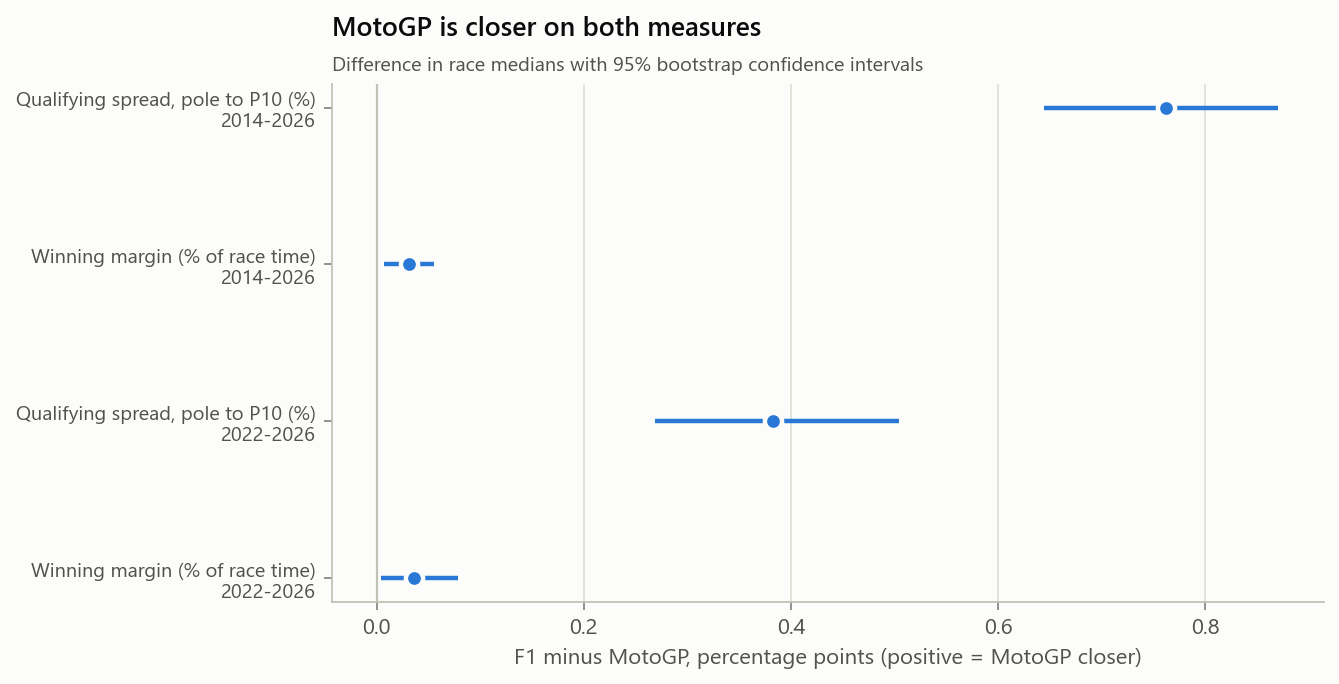 MotoGP is closer on both measures
Difference in race medians with 95% bootstrap confidence intervals
Qualifying spread, pole to P10 (%)
2014-2026
Winning margin (% of race time)
2014-2026
Qualifying spread, pole to P10 (%)
2022-2026
Winning margin (% of race time)
2022-2026
0.0 0.2 0.4 0.6 0.8
F1 minus MotoGP, percentage points (positive = MotoGP closer)